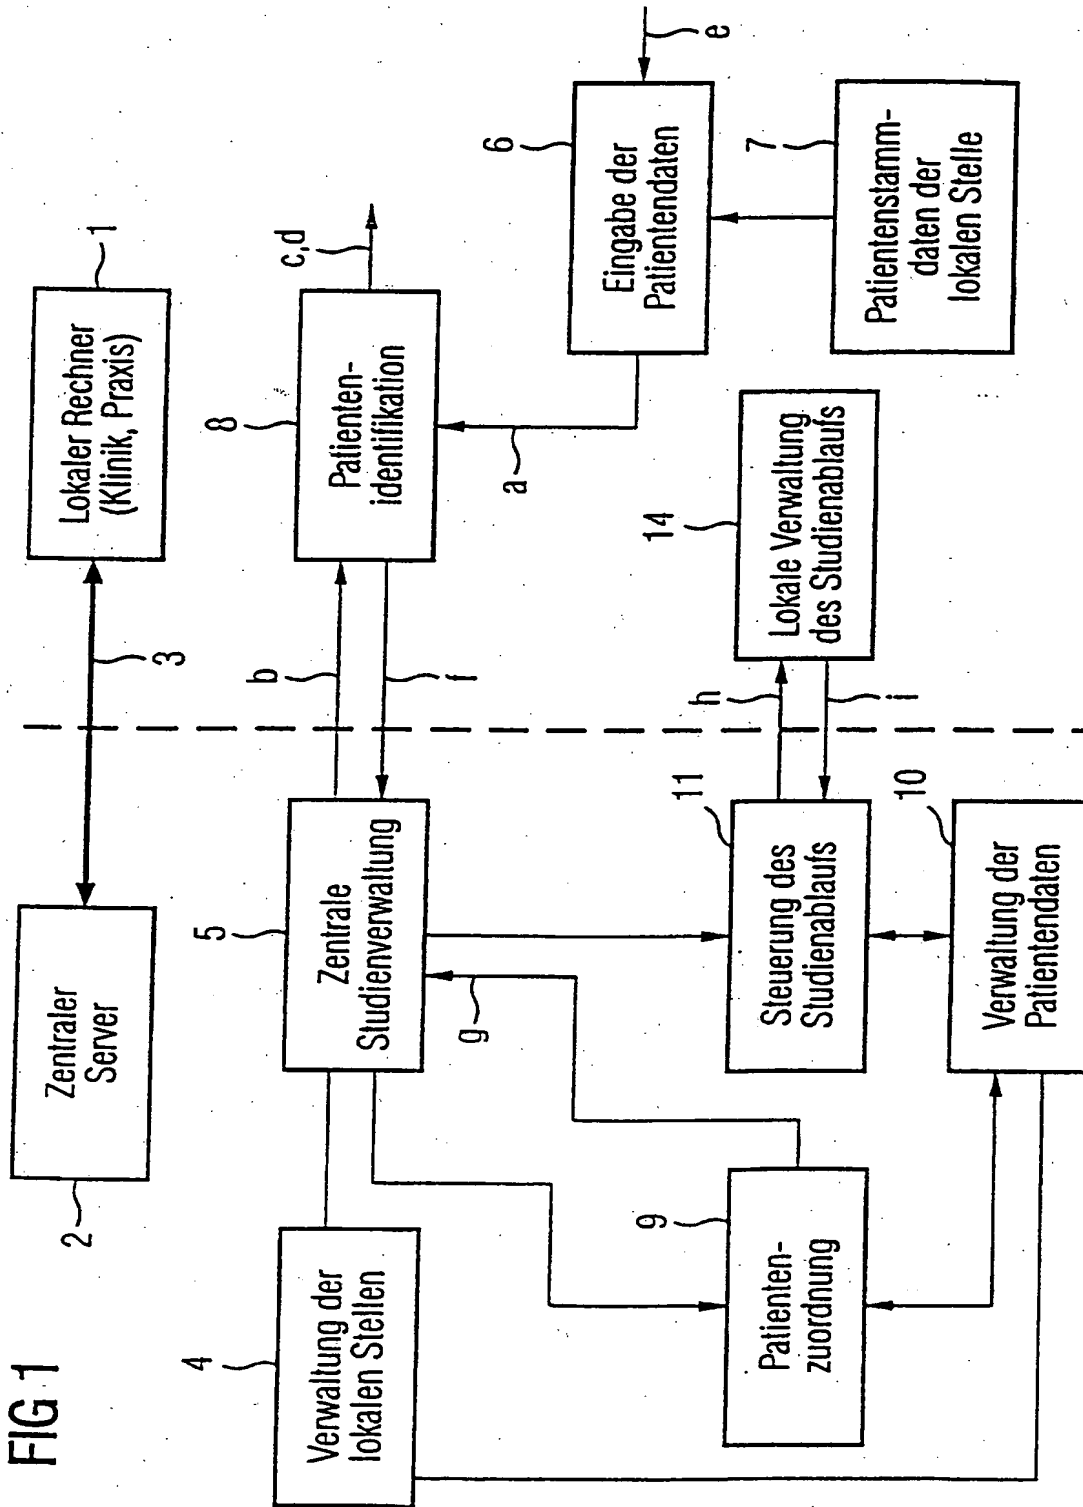 FIG 1
2
Zentraler
Server
3
1
Lokaler Rechner
(Klinik, Praxis)
4
Verwaltung der
lokalen Stellen
5
Zentrale
Studienverwaltung
b
f
8
Patienten-
identifikation
c,d
g
a
6
Eingabe der
Patientendaten
e
9
Patienten-
zuordnung
11
Steuerung des
Studienablaufs
h
i
14
Lokale Verwaltung
des Studienablaufs
7
Patientenstamm-
daten der
lokalen Stelle
10
Verwaltung der
Patientendaten